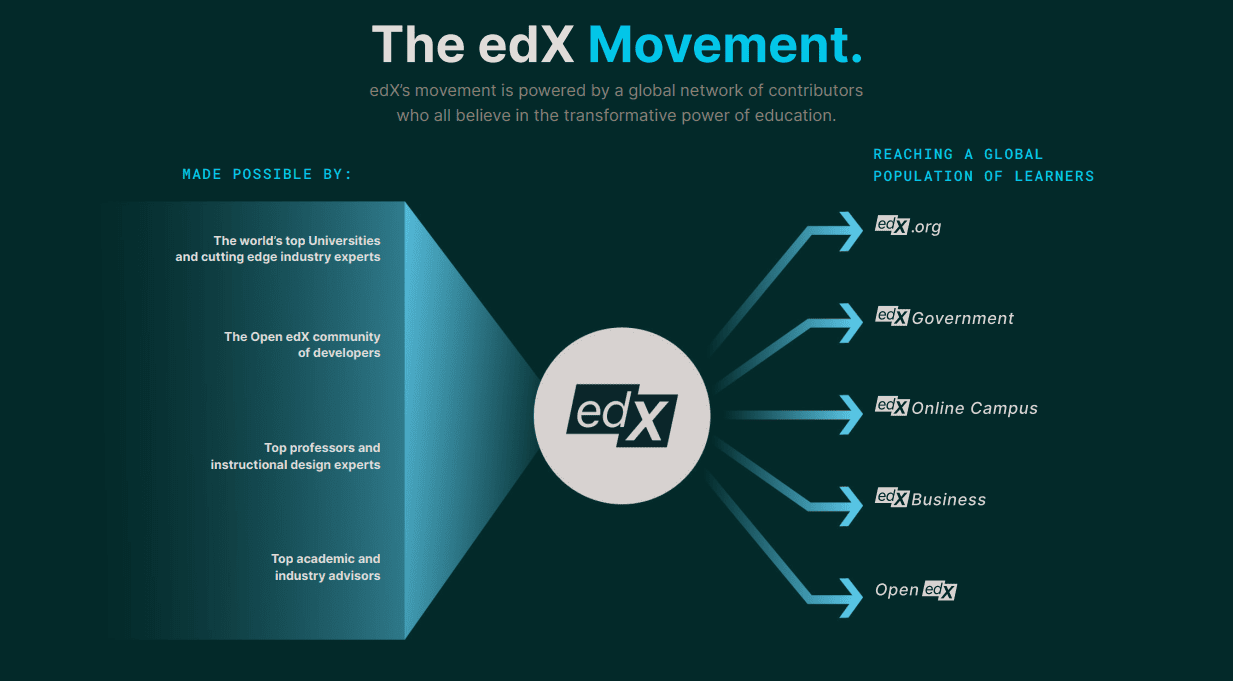 The edX Movement.
edX's movement is powered by a global network of contributors
who all believe in the transformative power of education.
MADE POSSIBLE BY:
The world's top Universities
and cutting edge industry experts
The Open edX community
of developers
Top professors and
instructional design experts
Top academic and
industry advisors
edX
REACHING A GLOBAL
POPULATION OF LEARNERS
edX.org
edX Government
edX Online Campus
edX Business
Open edX